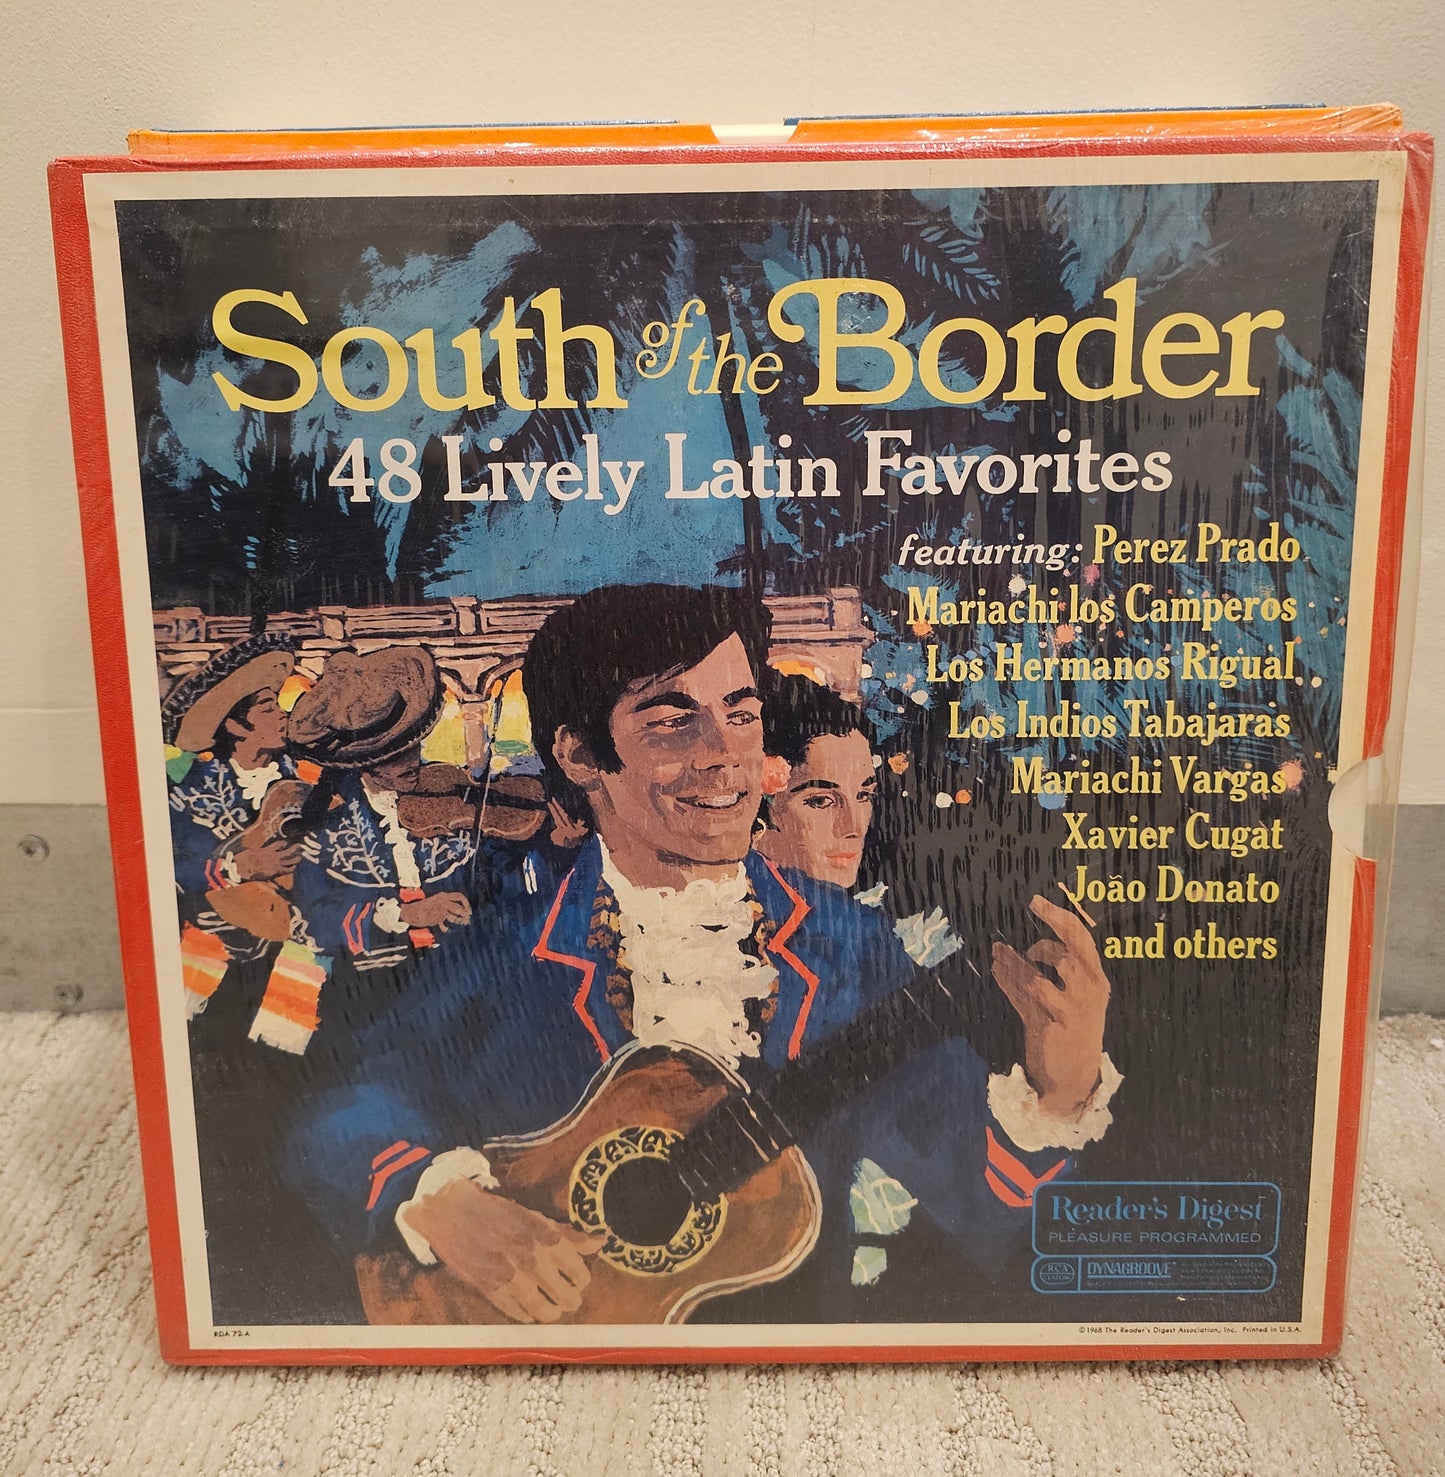 South of the Border
48 Lively Latin Favorites
featuring: Perez Prado
Mariachi los Camperos
Los Hermanos Rigual
Los Indios Tabajaras
Mariachi Vargas
Xavier Cugat
João Donato
and others
Reader's Digest
PLEASURE PROGRAMMED
RCA CUSTOM DYNAGROOVE
RDA 72-A
©1968 The Reader's Digest Association, Inc. Printed in U.S.A.